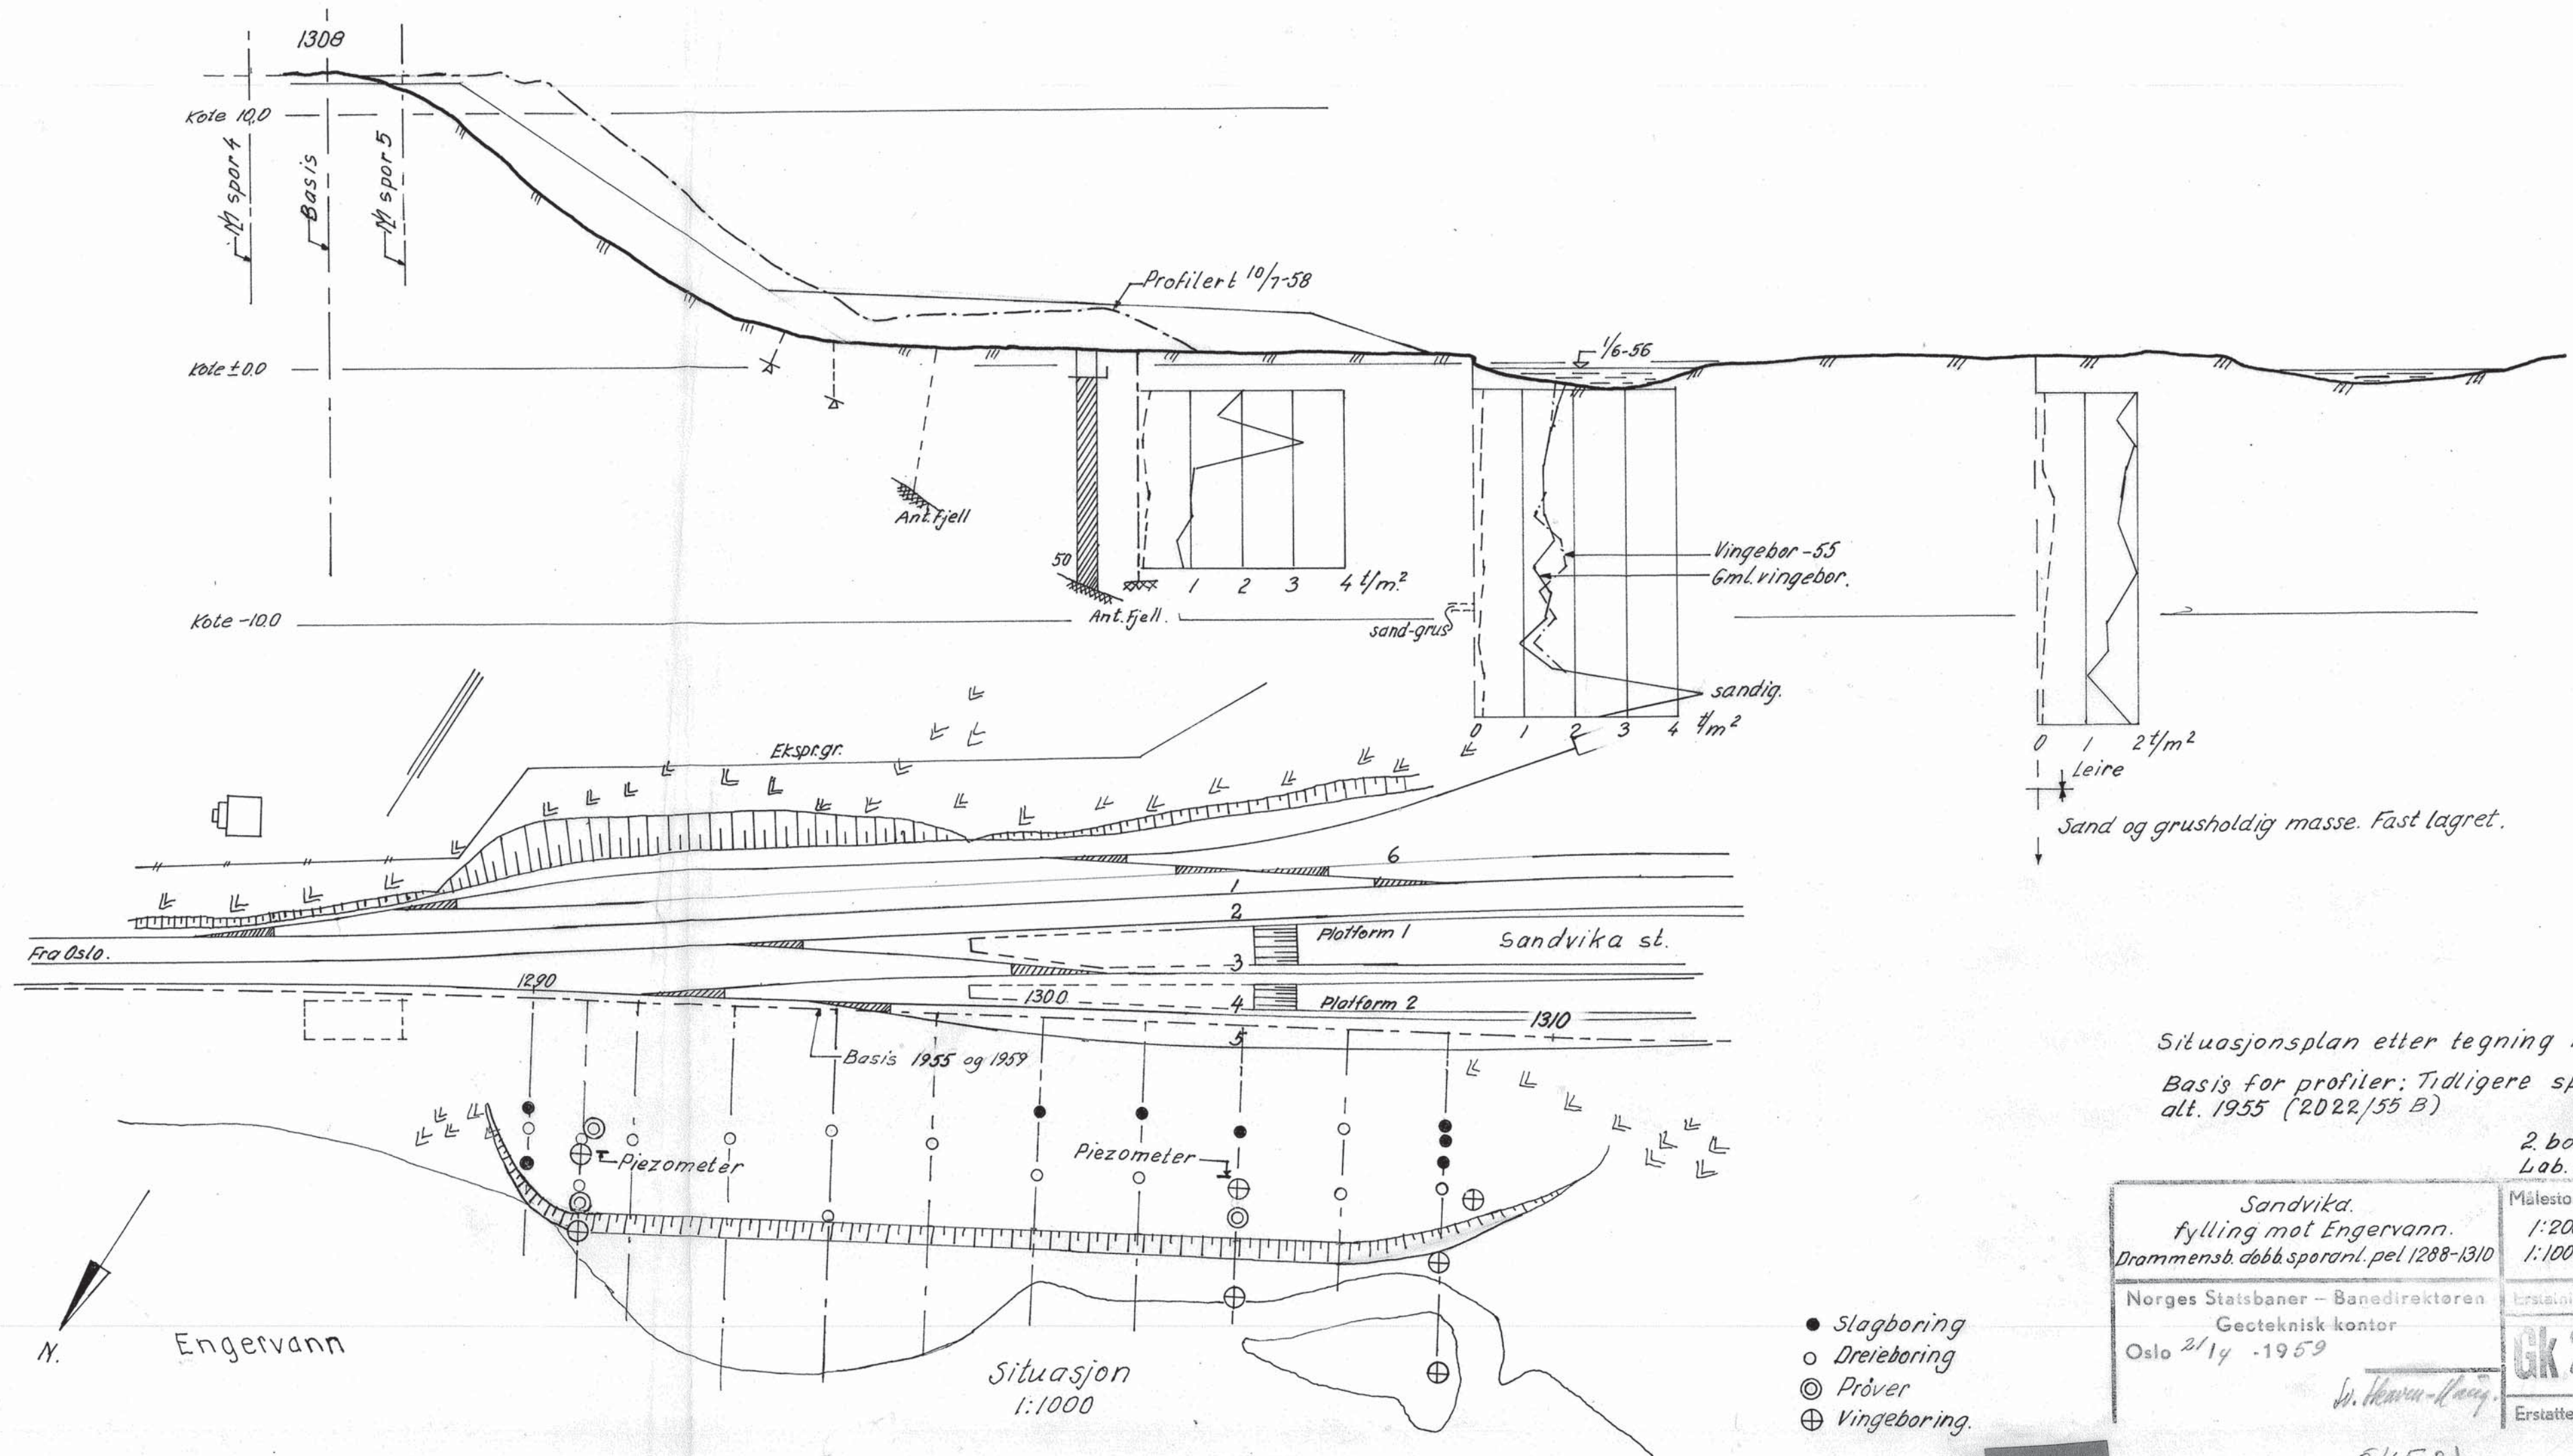 1308
Kote 10,0
spor 4
Basis
spor 5
Profilert 10/7-58
Kote ± 0.0
1/6-56
Ant. Fjell
50
1 2 3 4 t/m²
Ant. Fjell.
Vingebor -55
Gml. vingebor.
Kote -10.0
sand-grus
sandig.
0 1 2 3 4 t/m²
0 1 2 t/m²
Leire
Sand og grusholdig masse. Fast lagret.
Ekspr. gr.
6
1
2
Platform 1
Sandvika st.
Fra Oslo.
3
1290
1300
4
Platform 2
1310
5
Basis 1955 og 1959
Situasjonsplan etter tegning
Basis for profiler: Tidligere
alt. 1955 (2022/55 B)
Piezometer
Piezometer
2.
Lab.
N.
Engervann
Situasjon
1:1000
Slagboring
Dreieboring
Prøver
Vingeboring.
Sandvika.
fylling mot Engervann.
Drammensb. dobb. sporanl. pel 1288-1310
1:100
Norges Statsbaner – Banedirektøren
Geoteknisk kontor
Oslo 21/4 -1959
Gk